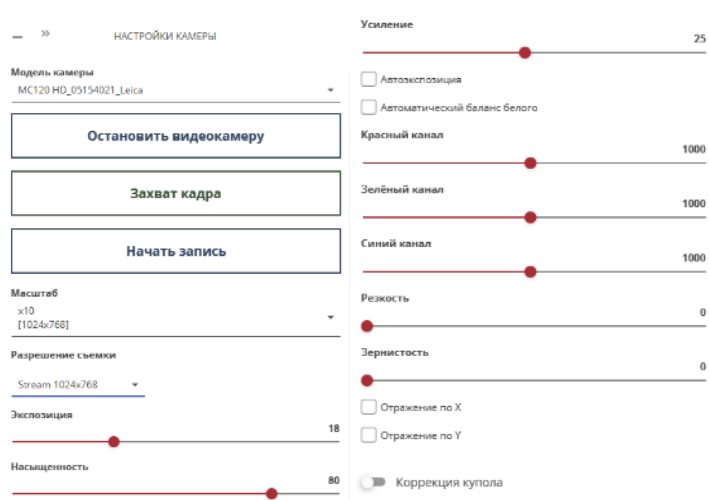 НАСТРОЙКИ КАМЕРЫ
Модель камеры
MC120 HD_05154021_Leica
Остановить видеокамеру
Захват кадра
Начать запись
Масштаб
x10
[1024x768]
Разрешение съемки
Stream 1024x768
Экспозиция
18
Насыщенность
80
Усиление
25
Автоэкспозиция
Автоматический баланс белого
Красный канал
1000
Зелёный канал
1000
Синий канал
1000
Резкость
0
Зернистость
0
Отражение по X
Отражение по Y
Коррекция купола